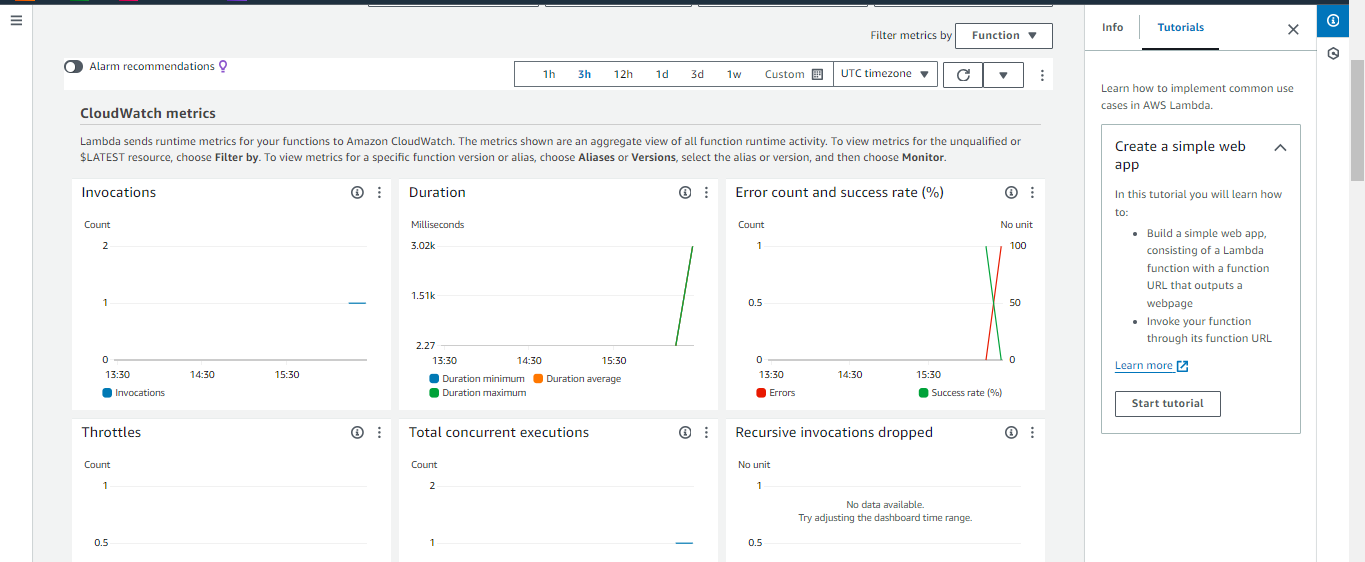 Filter metrics by Function
Alarm recommendations
1h 3h 12h 1d 3d 1w Custom UTC timezone
CloudWatch metrics
Lambda sends runtime metrics for your functions to Amazon CloudWatch. The metrics shown are an aggregate view of all function runtime activity. To view metrics for the unqualified or
$LATEST resource, choose Filter by. To view metrics for a specific function version or alias, choose Aliases or Versions, select the alias or version, and then choose Monitor.
Invocations
Count
2
1
0
13:30 14:30 15:30
Invocations
Duration
Milliseconds
3.02k
1.51k
2.27
13:30 14:30 15:30
Duration minimum Duration average
Duration maximum
Error count and success rate (%)
Count No unit
1 100
0.5 50
0 0
13:30 14:30 15:30
Errors Success rate (%)
Throttles
Count
1
0.5
Total concurrent executions
Count
2
1
Recursive invocations dropped
No unit
1
No data available.
Try adjusting the dashboard time range.
0.5
Info Tutorials
Learn how to implement common use
cases in AWS Lambda.
Create a simple web
app
In this tutorial you will learn how
to:
• Build a simple web app,
consisting of a Lambda
function with a function
URL that outputs a
webpage
• Invoke your function
through its function URL
Learn more
Start tutorial